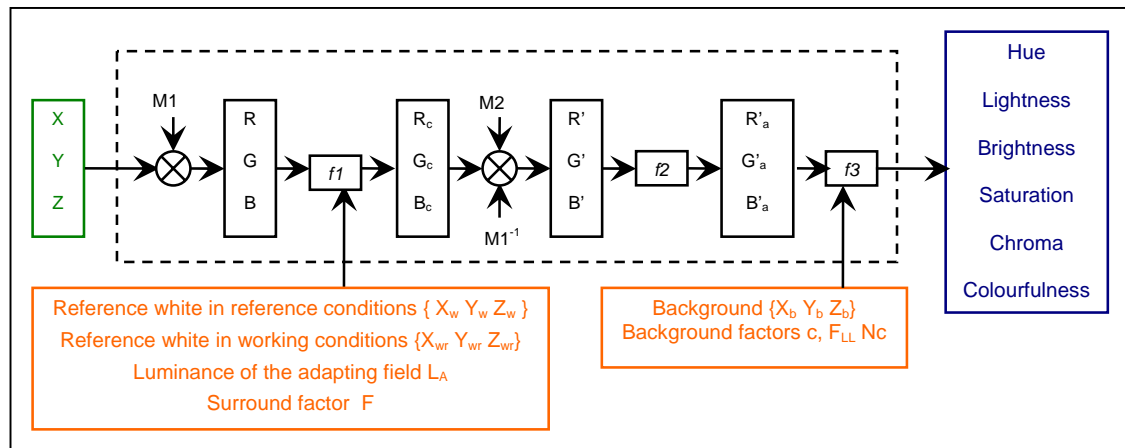 X
Y
Z
M1
R
G
B
f1
Rc
Gc
Bc
M2
M1-1
R’
G’
B’
f2
R’a
G’a
B’a
f3
Hue
Lightness
Brightness
Saturation
Chroma
Colourfulness
Reference white in reference conditions { Xw Yw Zw }
Reference white in working conditions {Xwr Ywr Zwr}
Luminance of the adapting field LA
Surround factor F
Background {Xb Yb Zb}
Background factors c, FLL Nc